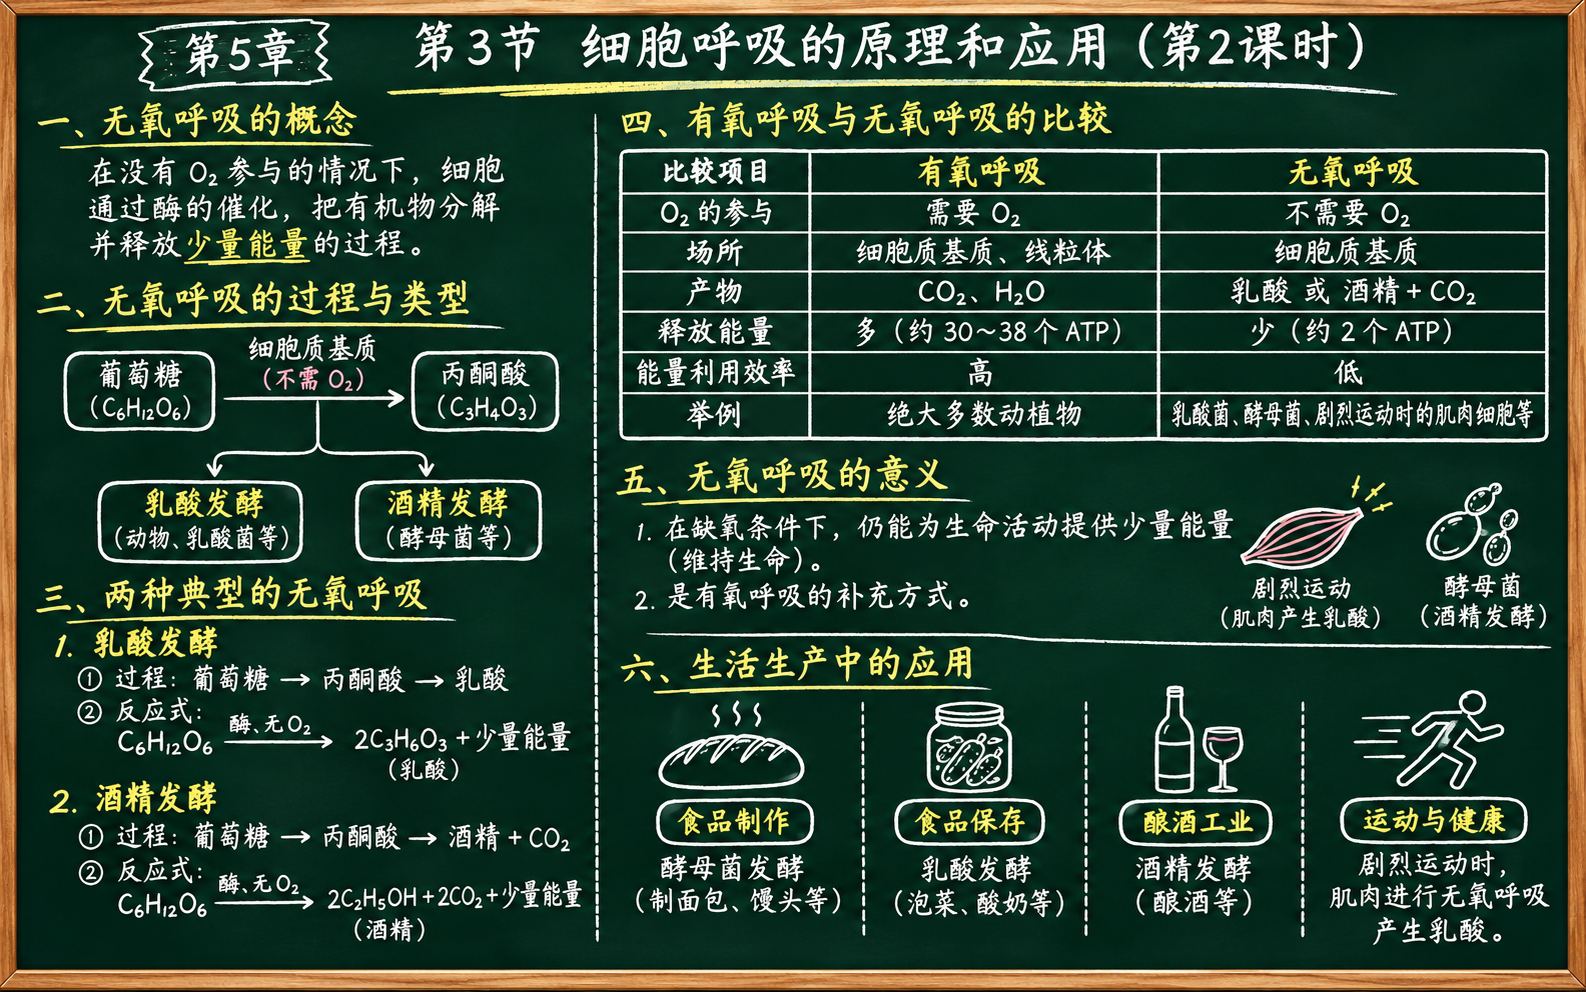 第5章
第3节 细胞呼吸的原理和应用（第2课时）
一、无氧呼吸的概念
在没有 O₂ 参与的情况下，细胞
通过酶的催化，把有机物分解
并释放少量能量的过程。
二、无氧呼吸的过程与类型
葡萄糖
（C₆H₁₂O₆）
细胞质基质
（不需 O₂）
丙酮酸
（C₃H₄O₃）
乳酸发酵
（动物、乳酸菌等）
酒精发酵
（酵母菌等）
三、两种典型的无氧呼吸
1. 乳酸发酵
① 过程：葡萄糖 → 丙酮酸 → 乳酸
② 反应式：
酶、无O₂
C₆H₁₂O₆ → 2C₃H₆O₃ + 少量能量
（乳酸）
2. 酒精发酵
① 过程：葡萄糖 → 丙酮酸 → 酒精 + CO₂
② 反应式：
酶、无O₂
C₆H₁₂O₆ → 2C₂H₅OH + 2CO₂ + 少量能量
（酒精）
四、有氧呼吸与无氧呼吸的比较
比较项目 有氧呼吸 无氧呼吸
O₂ 的参与 需要 O₂ 不需要 O₂
场所 细胞质基质、线粒体 细胞质基质
产物 CO₂、H₂O 乳酸 或 酒精 + CO₂
释放能量 多（约 30～38 个 ATP） 少（约 2 个 ATP）
能量利用效率 高 低
举例 绝大多数动植物 乳酸菌、酵母菌、剧烈运动时的肌肉细胞等
五、无氧呼吸的意义
1. 在缺氧条件下，仍能为生命活动提供少量能量
（维持生命）。
2. 是有氧呼吸的补充方式。
剧烈运动
（肌肉产生乳酸）
酵母菌
（酒精发酵）
六、生活生产中的应用
食品制作
酵母菌发酵
（制面包、馒头等）
食品保存
乳酸发酵
（泡菜、酸奶等）
酿酒工业
酒精发酵
（酿酒等）
运动与健康
剧烈运动时，
肌肉进行无氧呼吸
产生乳酸。